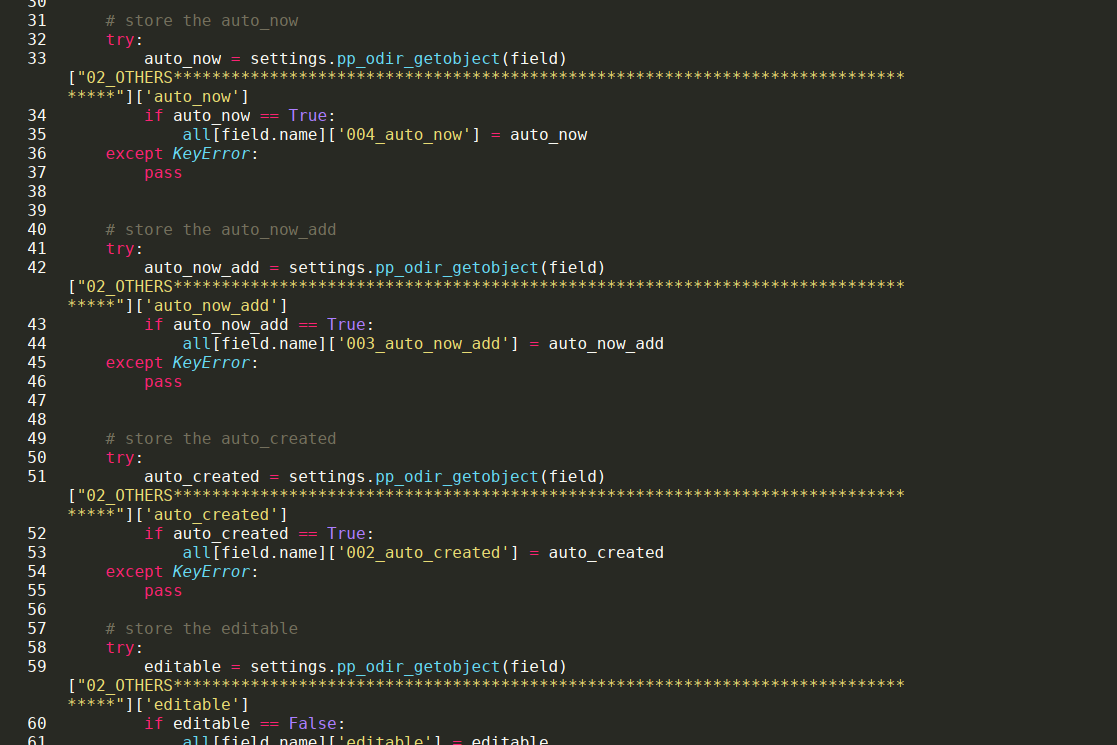 30
31 # store the auto_now
32 try:
33 auto_now = settings.pp_odir_getobject(field)
["02_OTHERS****************************************************************************
*****"]['auto_now']
34 if auto_now == True:
35 all[field.name]['004_auto_now'] = auto_now
36 except KeyError:
37 pass
38
39
40 # store the auto_now_add
41 try:
42 auto_now_add = settings.pp_odir_getobject(field)
["02_OTHERS****************************************************************************
*****"]['auto_now_add']
43 if auto_now_add == True:
44 all[field.name]['003_auto_now_add'] = auto_now_add
45 except KeyError:
46 pass
47
48
49 # store the auto_created
50 try:
51 auto_created = settings.pp_odir_getobject(field)
["02_OTHERS****************************************************************************
*****"]['auto_created']
52 if auto_created == True:
53 all[field.name]['002_auto_created'] = auto_created
54 except KeyError:
55 pass
56
57 # store the editable
58 try:
59 editable = settings.pp_odir_getobject(field)
["02_OTHERS****************************************************************************
*****"]['editable']
60 if editable == False:
61 all[field.name]['editable'] = editable